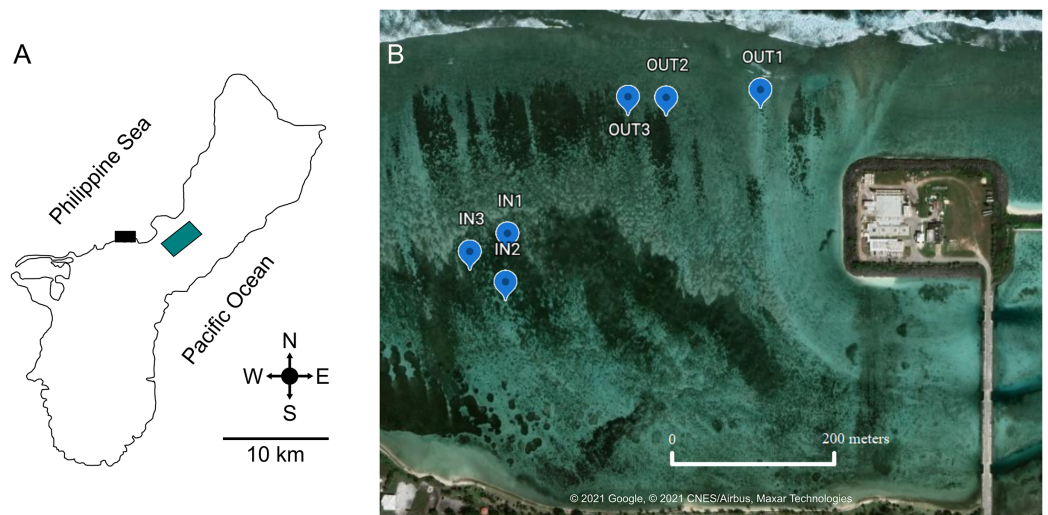 A
Philippine Sea
Pacific Ocean
N
W E
S
10 km
B
OUT1
OUT2
OUT3
IN1
IN3
IN2
0 200 meters
© 2021 Google, © 2021 CNES/Airbus, Maxar Technologies